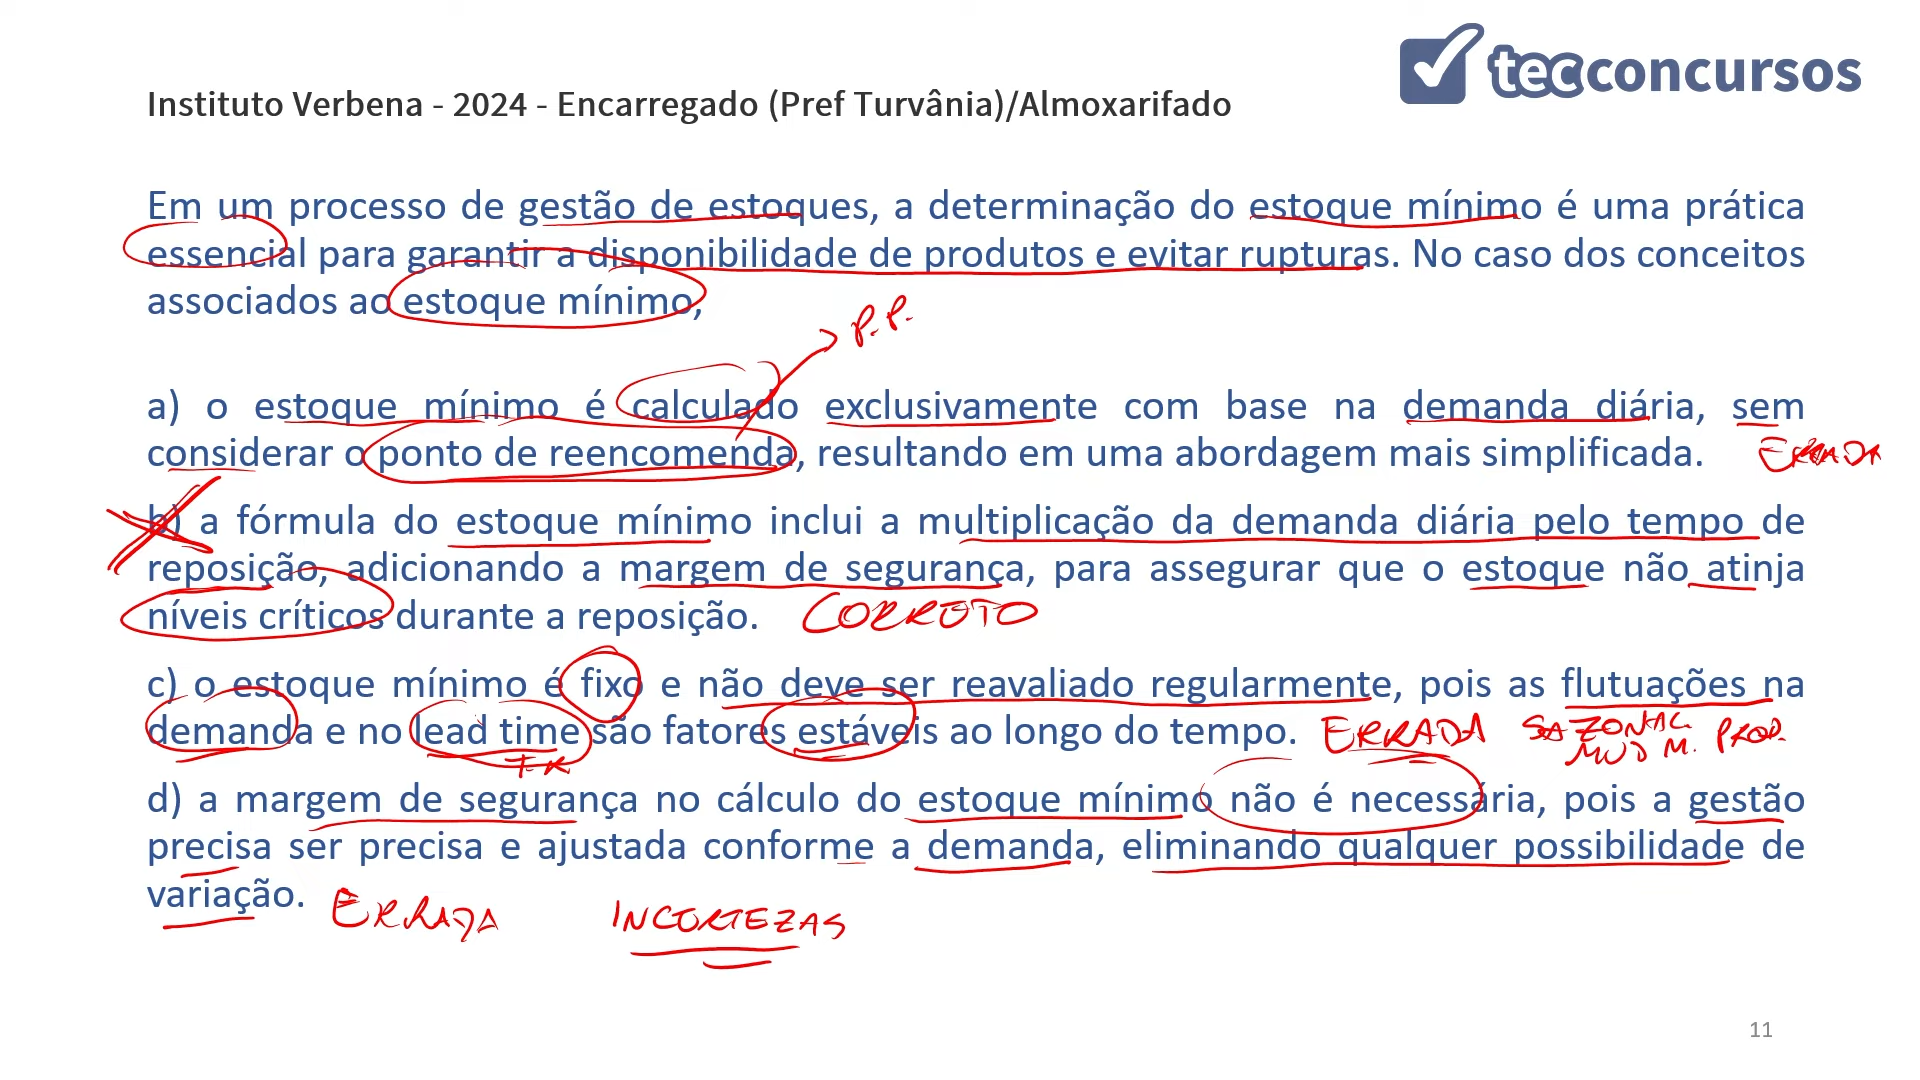 tecconcursos
Instituto Verbena - 2024 - Encarregado (Pref Turvânia)/Almoxarifado
Em um processo de gestão de estoques, a determinação do estoque mínimo é uma prática
essencial para garantir a disponibilidade de produtos e evitar rupturas. No caso dos conceitos
associados ao estoque mínimo,
P.P.
a) o estoque mínimo é calculado exclusivamente com base na demanda diária, sem
considerar o ponto de reencomenda, resultando em uma abordagem mais simplificada. ERRADA
b) a fórmula do estoque mínimo inclui a multiplicação da demanda diária pelo tempo de
reposição, adicionando a margem de segurança, para assegurar que o estoque não atinja
níveis críticos durante a reposição. CORRETO
c) o estoque mínimo é fixo e não deve ser reavaliado regularmente, pois as flutuações na
demanda e no lead time são fatores estáveis ao longo do tempo. ERRADA SAZONAL
T.R. MUD M. PROD.
d) a margem de segurança no cálculo do estoque mínimo não é necessária, pois a gestão
precisa ser precisa e ajustada conforme a demanda, eliminando qualquer possibilidade de
variação. ERRADA INCERTEZAS
11